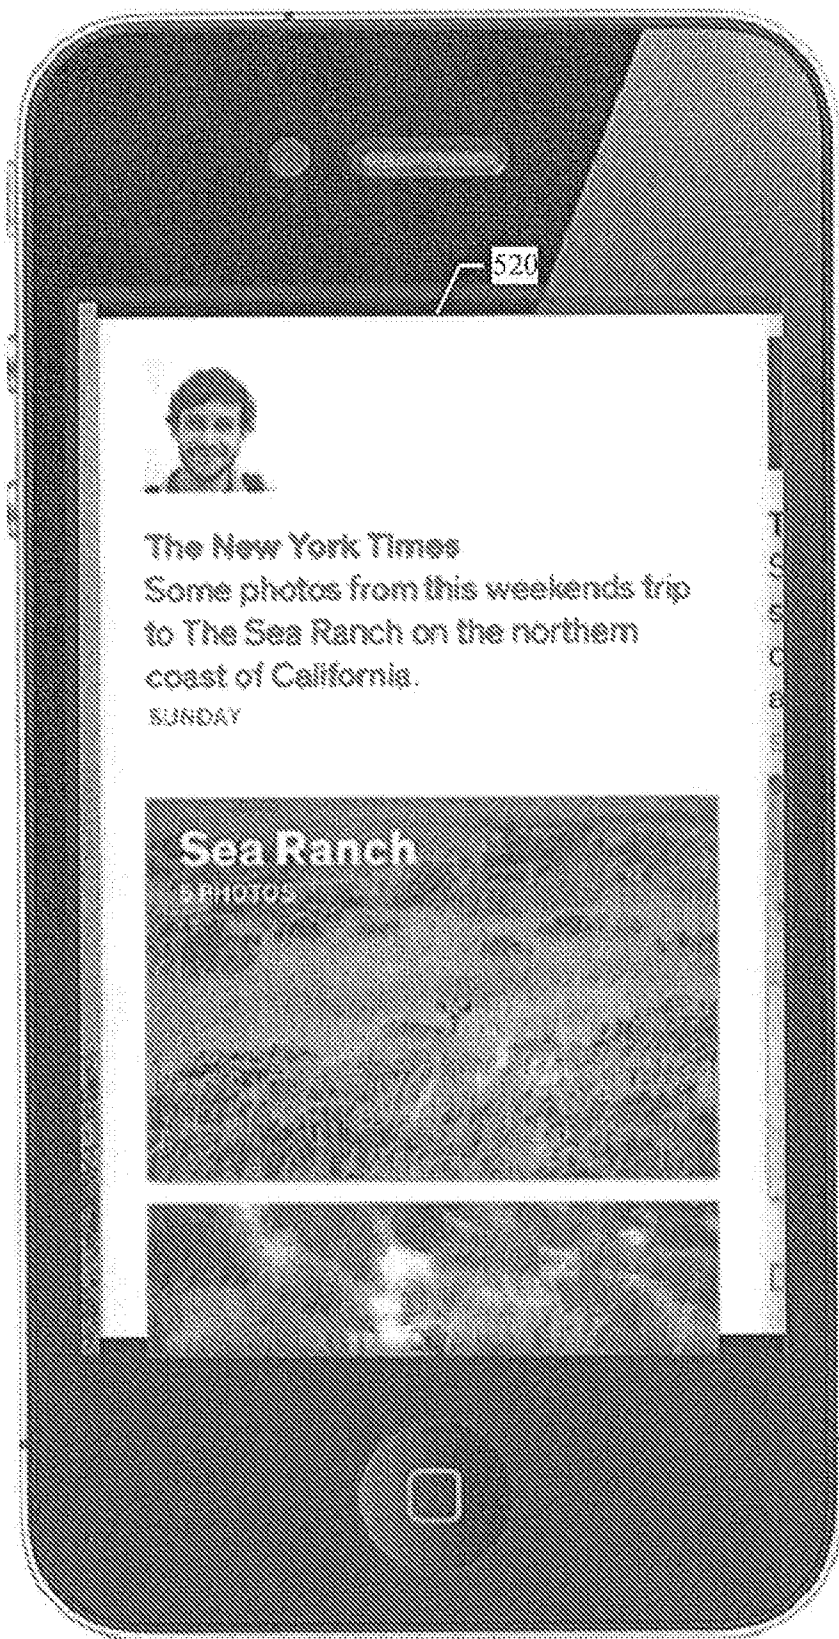 520
The New York Times
Some photos from this weekends trip
to The Sea Ranch on the northern
coast of California.
SUNDAY
Sea Ranch
PHOTOS
T